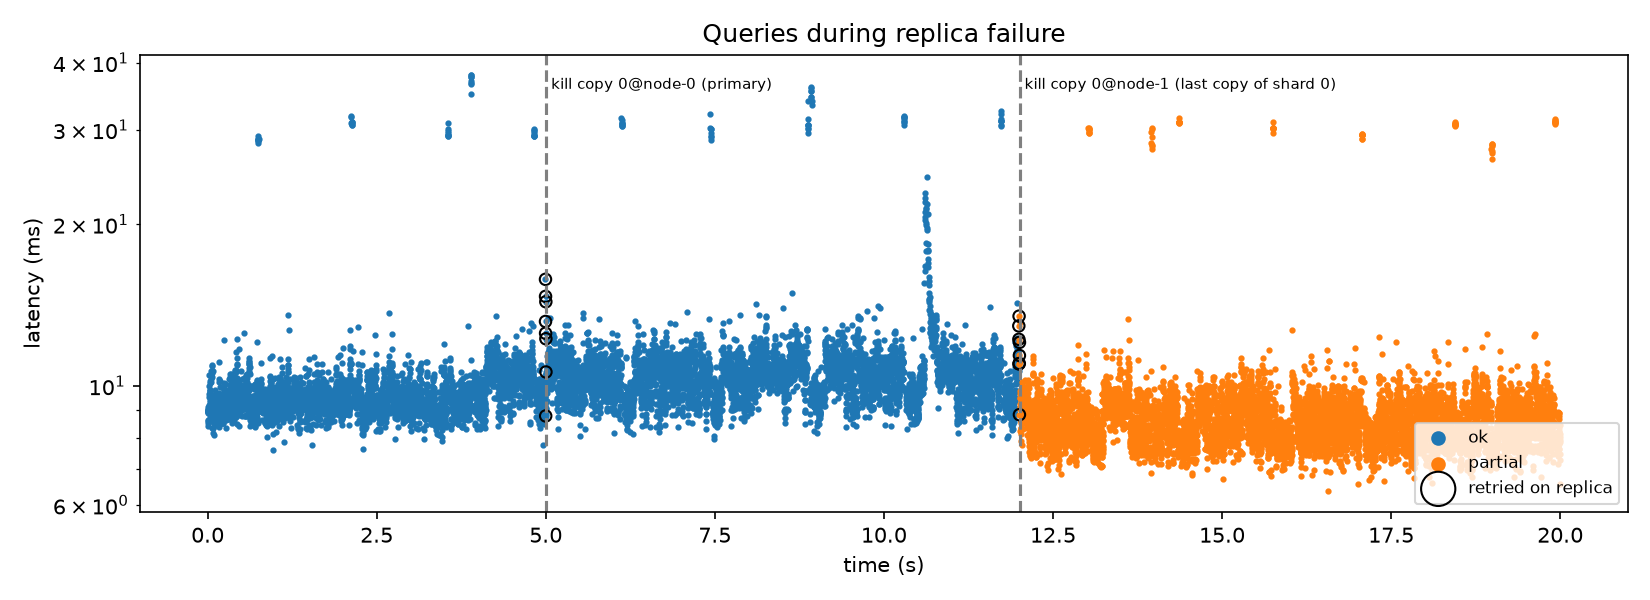 Queries during replica failure
kill copy 0@node-0 (primary)
kill copy 0@node-1 (last copy of shard 0)
latency (ms)
4 × 10¹
3 × 10¹
2 × 10¹
10¹
6 × 10⁰
ok
partial
retried on replica
0.0 2.5 5.0 7.5 10.0 12.5 15.0 17.5 20.0
time (s)